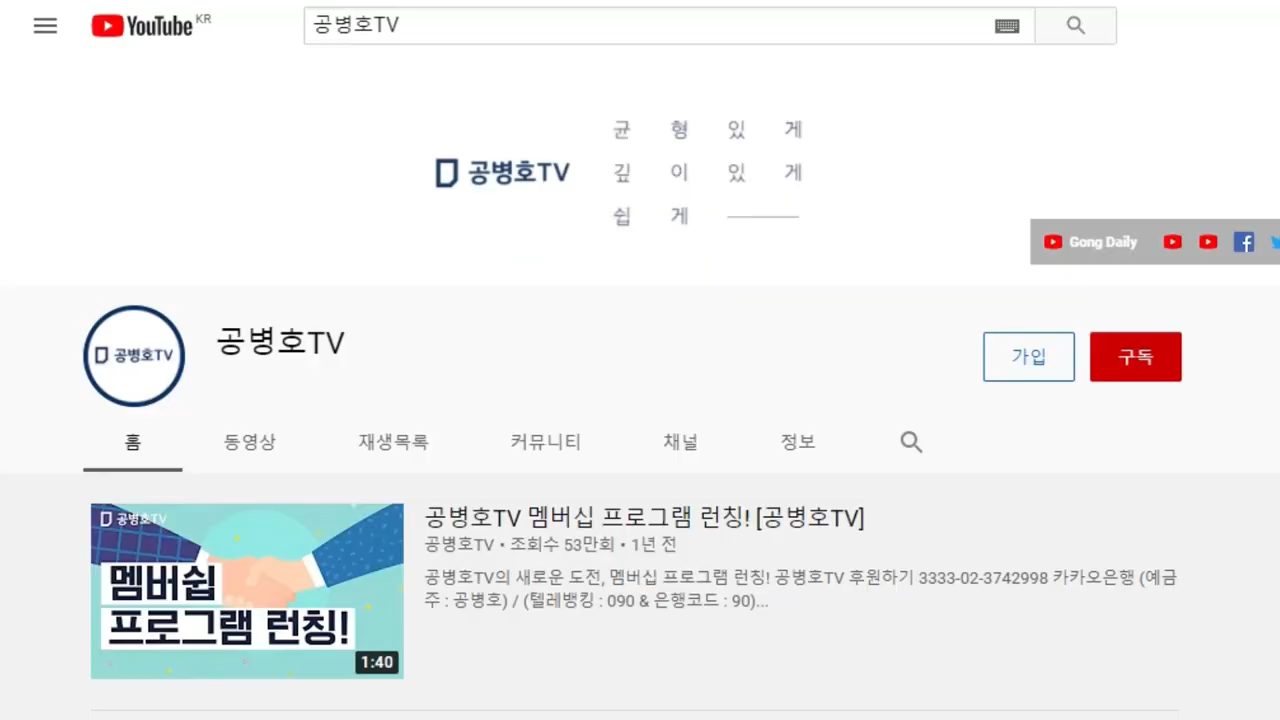 YouTube KR
공병호TV
균 형 있 게
공병호TV
깊 이 있 게
쉽 게
Gong Daily
공병호TV
공병호TV
가입
구독
홈
동영상
재생목록
커뮤니티
채널
정보
공병호TV
멤버쉽
프로그램 런칭!
1:40
공병호TV 멤버십 프로그램 런칭! [공병호TV]
공병호TV • 조회수 53만회 • 1년 전
공병호TV의 새로운 도전, 멤버십 프로그램 런칭! 공병호TV 후원하기 3333-02-3742998 카카오은행 (예금
주 : 공병호) / (텔레뱅킹 : 090 & 은행코드 : 90)...